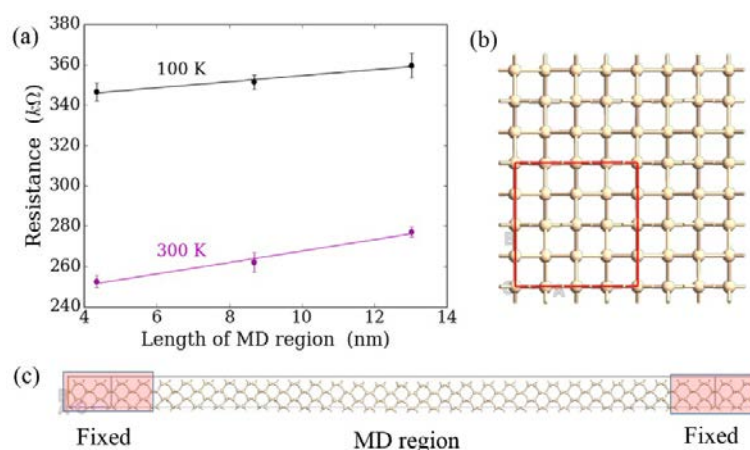 (a)
380
360
340
320
300
280
260
240
Resistance (kΩ)
100 K
300 K
4 6 8 10 12 14
Length of MD region (nm)
(b)
A
(c)
Fixed MD region Fixed